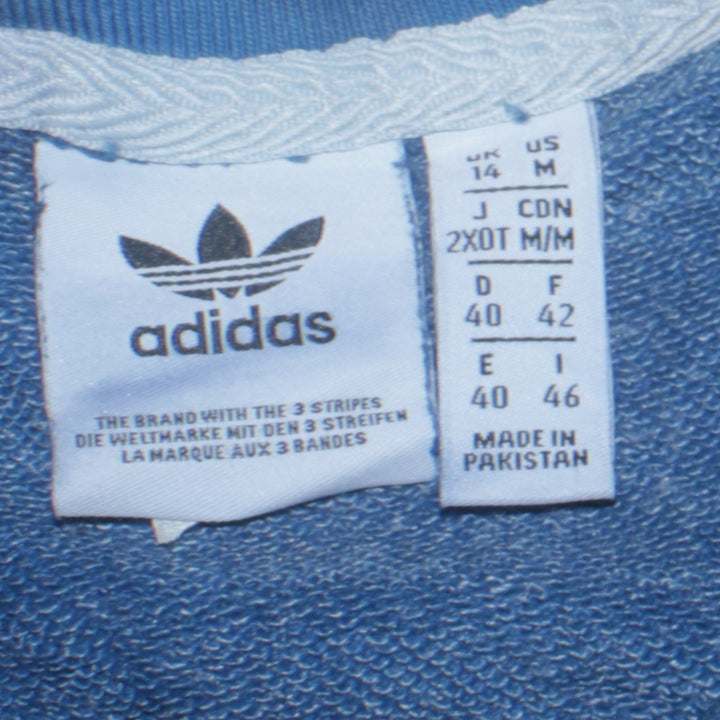 adidas
THE BRAND WITH THE 3 STRIPES
DIE WELTMARKE MIT DEN 3 STREIFEN
LA MARQUE AUX 3 BANDES
UK US
14 M
J CDN
2XOT M/M
D F
40 42
E I
40 46
MADE IN
PAKISTAN